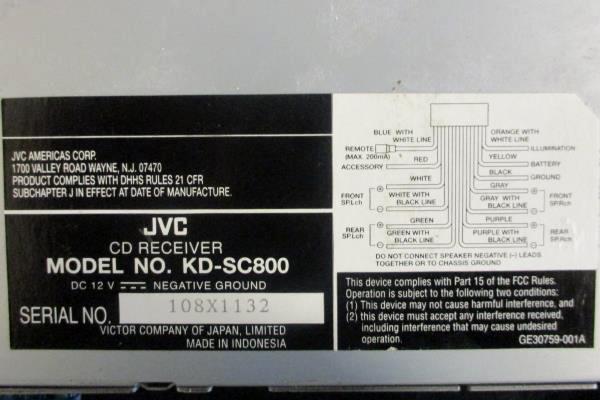 JVC AMERICAS CORP.
1700 VALLEY ROAD WAYNE, N.J. 07470
PRODUCT COMPLIES WITH DHHS RULES 21 CFR
SUBCHAPTER J IN EFFECT AT DATE OF MANUFACTURE.
JVC
CD RECEIVER
MODEL NO. KD-SC800
DC 12 V NEGATIVE GROUND
SERIAL NO. 108X1132
VICTOR COMPANY OF JAPAN, LIMITED
MADE IN INDONESIA
BLUE WITH
WHITE LINE
REMOTE
(MAX. 200mA)
RED
ACCESSORY
WHITE
FRONT
SP.Lch
WHITE WITH
BLACK LINE
GREEN
REAR
SP.Lch
GREEN WITH
BLACK LINE
ORANGE WITH
WHITE LINE
ILLUMINATION
YELLOW
BATTERY
BLACK
GROUND
GRAY
GRAY WITH
BLACK LINE
FRONT
SP.Rch
PURPLE
PURPLE WITH
BLACK LINE
REAR
SP.Rch
DO NOT CONNECT SPEAKER NEGATIVE (–) LEADS
TOGETHER OR TO CHASSIS GROUND
This device complies with Part 15 of the FCC Rules.
Operation is subject to the following two conditions:
(1) This device may not cause harmful interference, and
(2) this device must accept any interference received,
including interference that may cause undesired
operation.
GE30759-001A